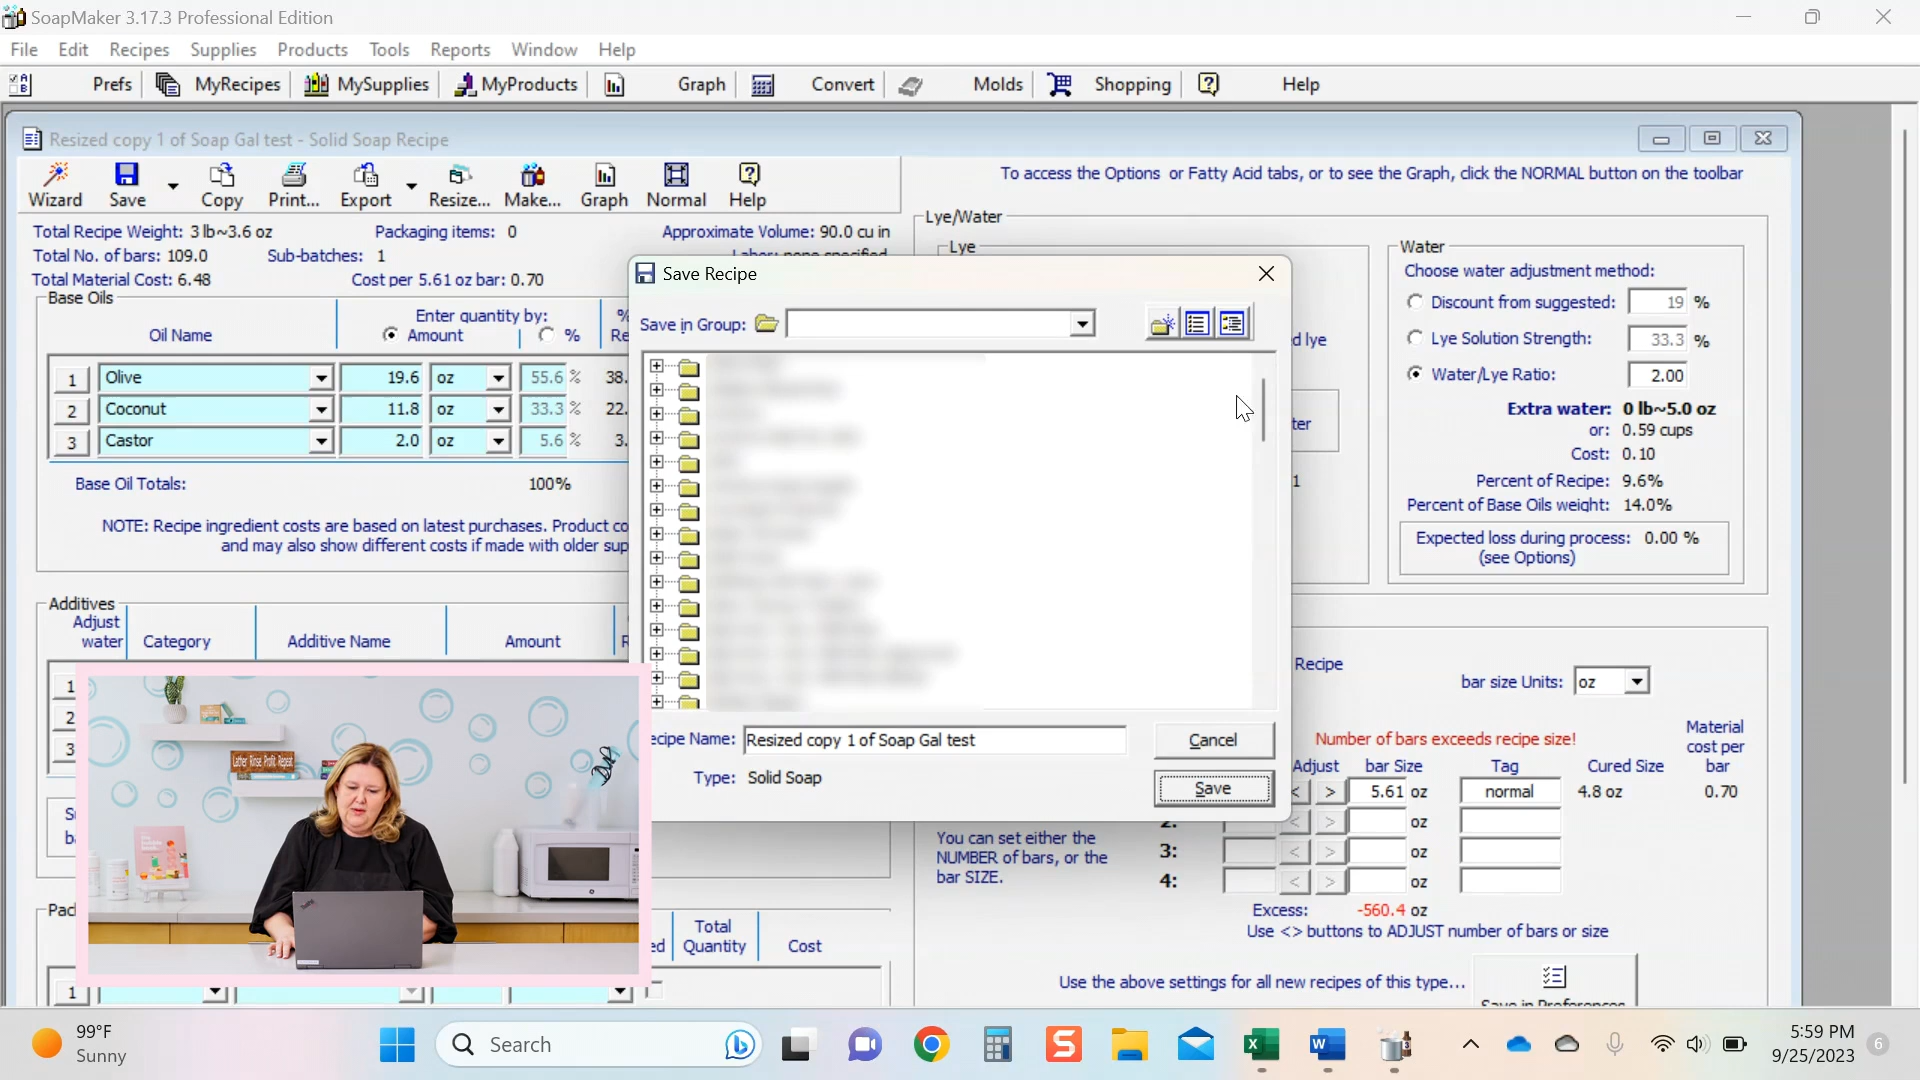 SoapMaker 3.17.3 Professional Edition
File Edit Recipes Supplies Products Tools Reports Window Help
Prefs MyRecipes MySupplies MyProducts Graph Convert Molds Shopping Help
Resized copy 1 of Soap Gal test - Solid Soap Recipe
Wizard Save Copy Print... Export Resize... Make... Graph Normal Help
To access the Options or Fatty Acid tabs, or to see the Graph, click the NORMAL button on the toolbar
Total Recipe Weight: 3 lb~3.6 oz Packaging items: 0 Approximate Volume: 90.0 cu in
Total No. of bars: 109.0 Sub-batches: 1 Labor: none specified
Total Material Cost: 6.48 Cost per 5.61 oz bar: 0.70
Base Oils
Oil Name
Enter quantity by:
Amount %
1 Olive 19.6 oz 55.6 % 38.
2 Coconut 11.8 oz 33.3 % 22.
3 Castor 2.0 oz 5.6 % 3.
Base Oil Totals: 100%
NOTE: Recipe ingredient costs are based on latest purchases. Product co
and may also show different costs if made with older sup
Additives
Adjust
water Category Additive Name Amount
1
2
3
Lather Rinse Profit Repeat
Total
Quantity Cost
1
Save Recipe
Save in Group:
ecipe Name: Resized copy 1 of Soap Gal test
Type: Solid Soap
Cancel
Save
Lye/Water
Lye
d lye
ter
1
Water
Choose water adjustment method:
Discount from suggested: 19 %
Lye Solution Strength: 33.3 %
Water/Lye Ratio: 2.00
Extra water: 0 lb~5.0 oz
or: 0.59 cups
Cost: 0.10
Percent of Recipe: 9.6%
Percent of Base Oils weight: 14.0%
Expected loss during process: 0.00 %
(see Options)
Recipe
bar size Units: oz
Number of bars exceeds recipe size!
Material
cost per
bar
Adjust bar Size Tag Cured Size
< > 5.61 oz normal 4.8 oz 0.70
2: < > oz
3: < > oz
4: < > oz
You can set either the
NUMBER of bars, or the
bar SIZE.
Excess: -560.4 oz
Use <> buttons to ADJUST number of bars or size
Use the above settings for all new recipes of this type...
Save in Preferences
99°F
Sunny
Search
5:59 PM
9/25/2023
6